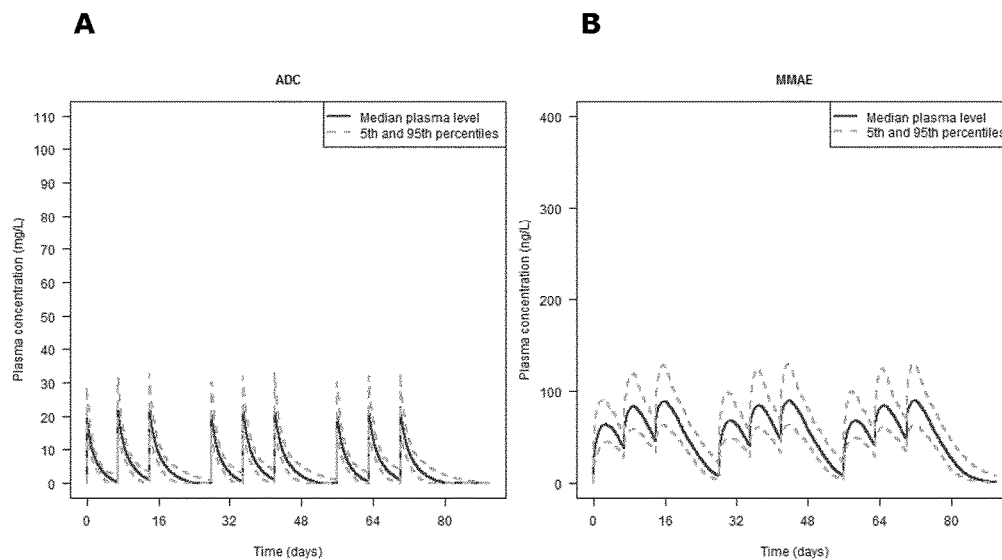 A
B
ADC
MMAE
Median plasma level
5th and 95th percentiles
Median plasma level
5th and 95th percentiles
Plasma concentration (mg/L)
110
100
90
80
70
60
50
40
30
20
10
0
0 16 32 48 64 80
Time (days)
Plasma concentration (ng/L)
400
300
200
100
0
0 16 32 48 64 80
Time (days)